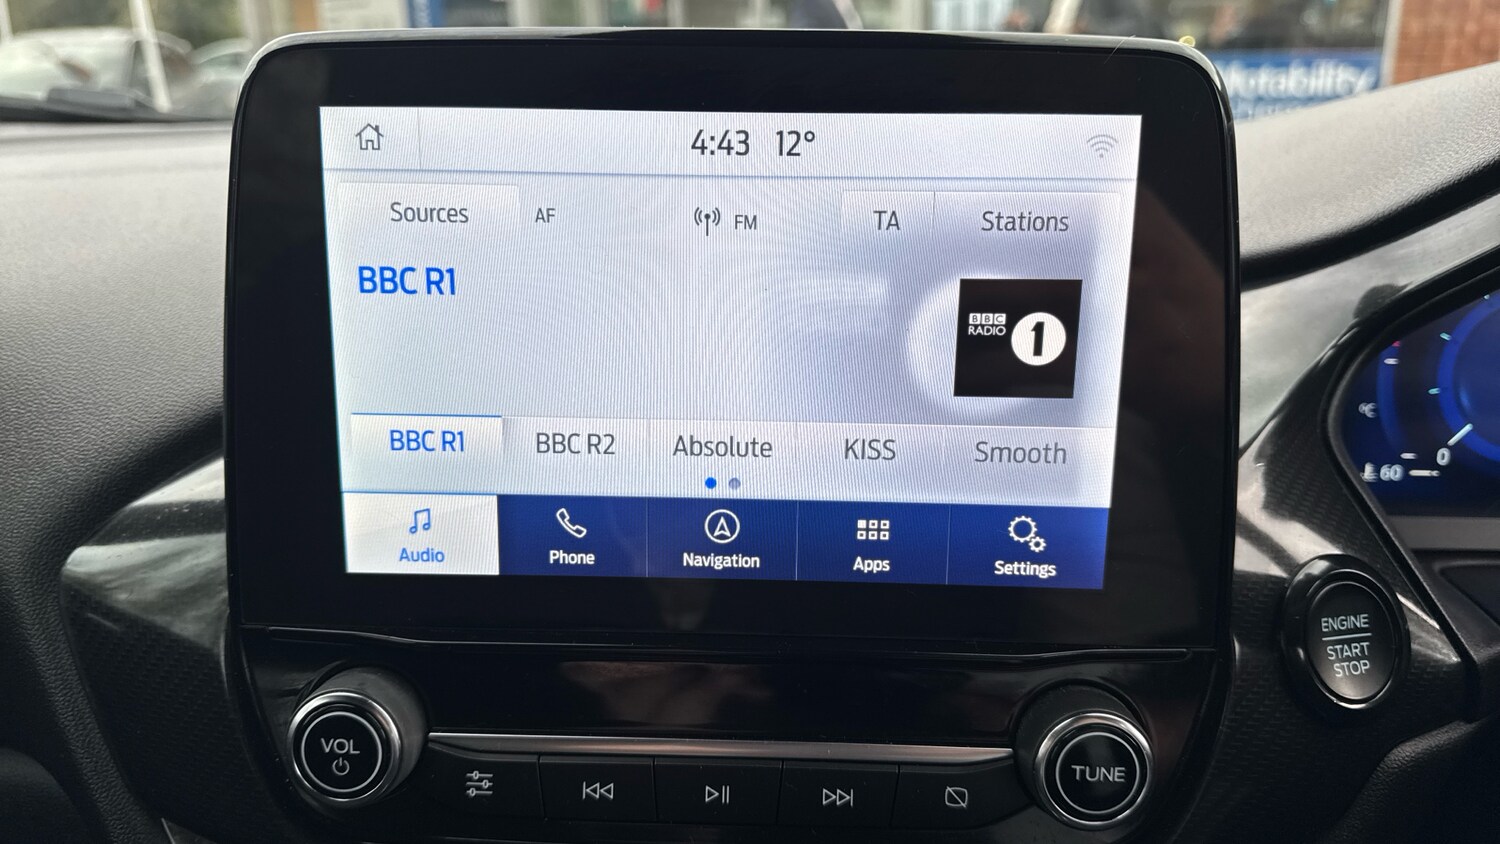 Motability
4:43 12°
Sources AF FM TA Stations
BBC R1
BBC
RADIO 1
BBC R1 BBC R2 Absolute KISS Smooth
Audio Phone Navigation Apps Settings
°C
0
60
ENGINE
START
STOP
VOL
TUNE